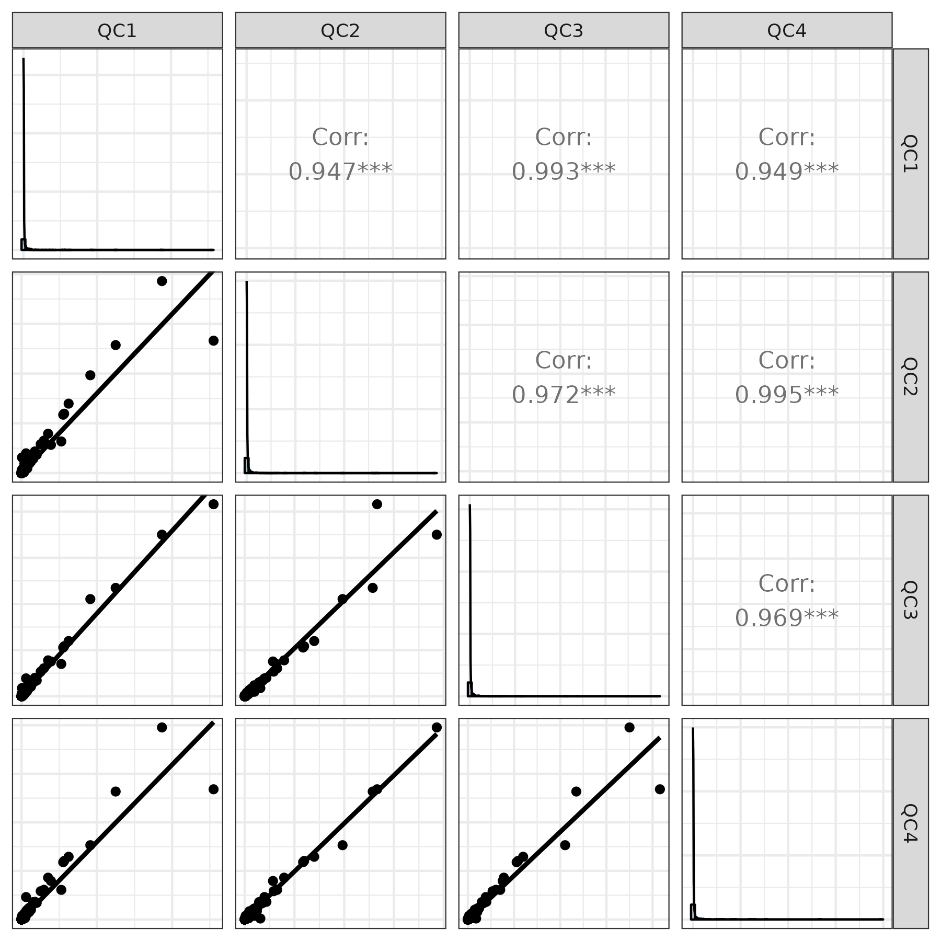 QC1
QC2
QC3
QC4
Corr:
0.947***
Corr:
0.993***
Corr:
0.949***
QC1
Corr:
0.972***
Corr:
0.995***
QC2
Corr:
0.969***
QC3
QC4